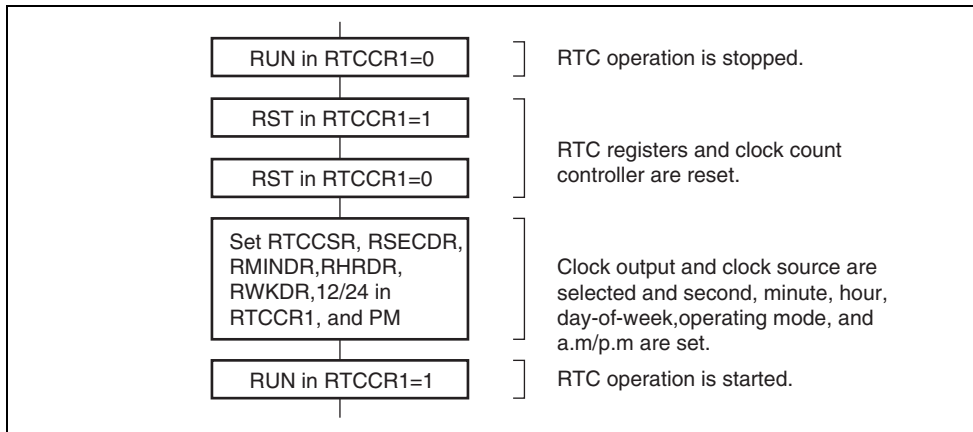 RUN in RTCCR1=0
RTC operation is stopped.
RST in RTCCR1=1
RST in RTCCR1=0
RTC registers and clock count
controller are reset.
Set RTCCSR, RSECDR,
RMINDR,RHRDR,
RWKDR,12/24 in
RTCCR1, and PM
Clock output and clock source are
selected and second, minute, hour,
day-of-week,operating mode, and
a.m/p.m are set.
RUN in RTCCR1=1
RTC operation is started.